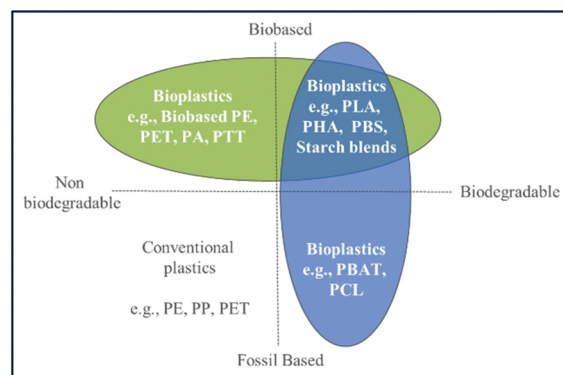 Biobased
Bioplastics
e.g., Biobased PE,
PET, PA, PTT
Bioplastics
e.g., PLA,
PHA, PBS,
Starch blends
Non
biodegradable
Biodegradable
Conventional
plastics
e.g., PE, PP, PET
Bioplastics
e.g., PBAT,
PCL
Fossil Based